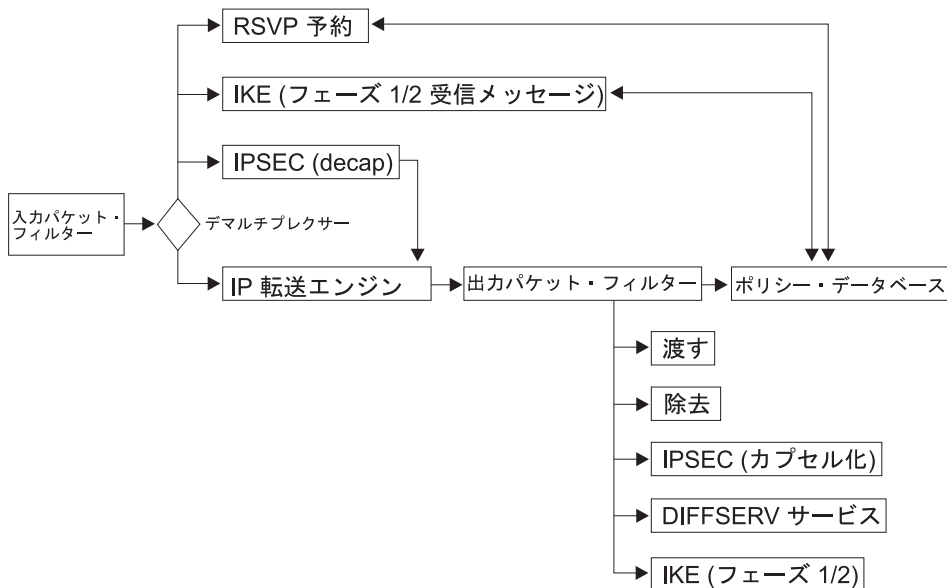 RSVP 予約
IKE (フェーズ 1/2 受信メッセージ)
IPSEC (decap)
入力パケット・
フィルター
デマルチプレクサー
IP 転送エンジン
出力パケット・フィルター
ポリシー・データベース
渡す
除去
IPSEC (カプセル化)
DIFFSERV サービス
IKE (フェーズ 1/2)